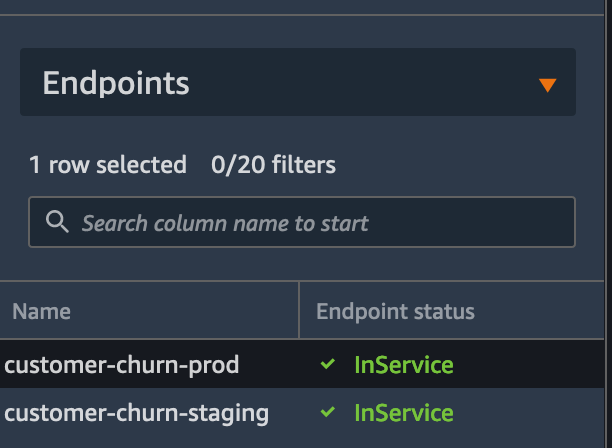 Endpoints
1 row selected 0/20 filters
Search column name to start
Name Endpoint status
customer-churn-prod InService
customer-churn-staging InService